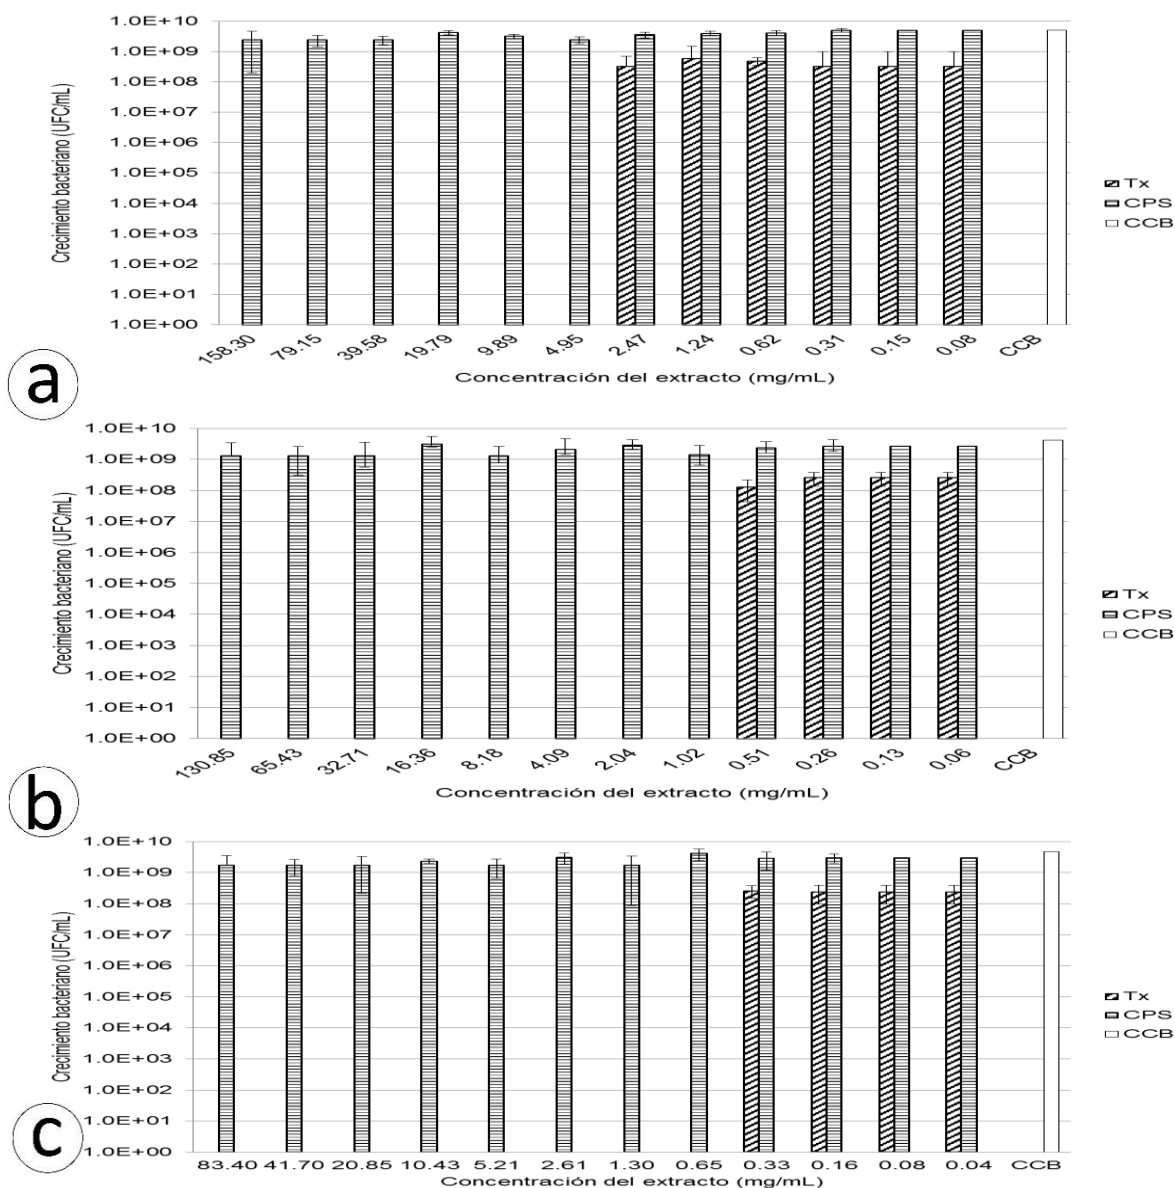 1.0E+10
1.0E+09
1.0E+08
1.0E+07
1.0E+06
1.0E+05
1.0E+04
1.0E+03
1.0E+02
1.0E+01
1.0E+00
Crecimiento bacteriano (UFC/mL)
158.30 79.15 39.58 19.79 9.89 4.95 2.47 1.24 0.62 0.31 0.15 0.08 CCB
Concentración del extracto (mg/mL)
Tx
CPS
CCB
a
1.0E+10
1.0E+09
1.0E+08
1.0E+07
1.0E+06
1.0E+05
1.0E+04
1.0E+03
1.0E+02
1.0E+01
1.0E+00
Crecimiento bacteriano (UFC/mL)
130.85 65.43 32.71 16.36 8.18 4.09 2.04 1.02 0.51 0.26 0.13 0.06 CCB
Concentración del extracto (mg/mL)
Tx
CPS
CCB
b
1.0E+10
1.0E+09
1.0E+08
1.0E+07
1.0E+06
1.0E+05
1.0E+04
1.0E+03
1.0E+02
1.0E+01
1.0E+00
Crecimiento bacteriano (UFC/mL)
83.40 41.70 20.85 10.43 5.21 2.61 1.30 0.65 0.33 0.16 0.08 0.04 CCB
Concentración del extracto (mg/mL)
Tx
CPS
CCB
c